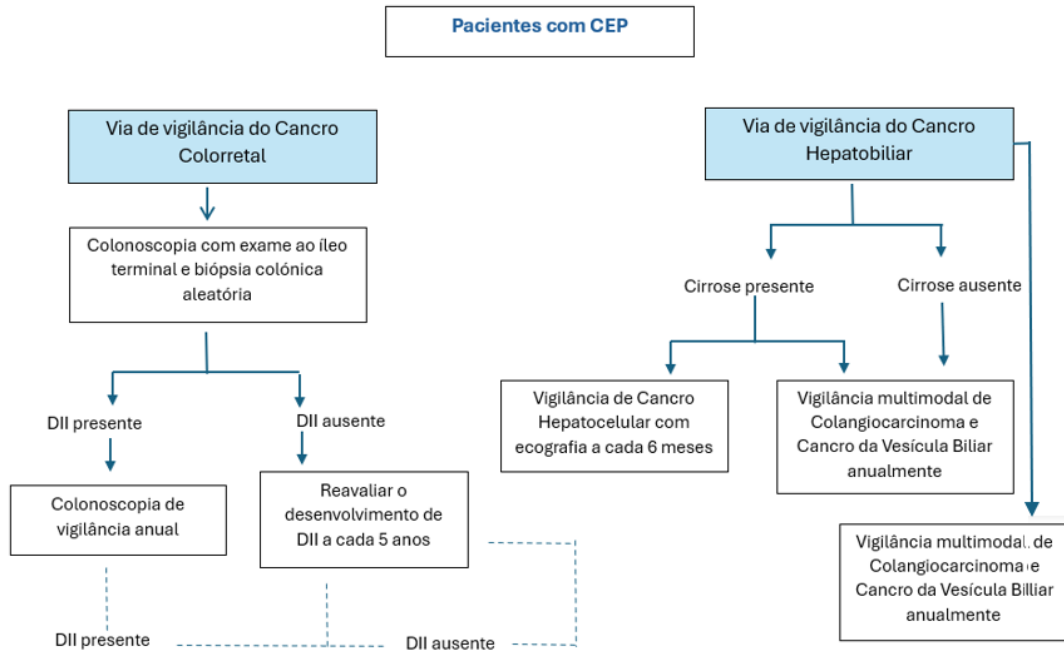 Pacientes com CEP
Via de vigilância do Cancro
Colorretal
Colonoscopia com exame ao íleo
terminal e biópsia colónica
aleatória
DII presente
DII ausente
Colonoscopia de
vigilância anual
Reavaliar o
desenvolvimento de
DII a cada 5 anos
DII presente
DII ausente
Via de vigilância do Cancro
Hepatobiliar
Cirrose presente
Cirrose ausente
Vigilância de Cancro
Hepatocelular com
ecografia a cada 6 meses
Vigilância multimodal de
Colangiocarcinoma e
Cancro da Vesícula Biliar
anualmente
Vigilância multimodal de
Colangiocarcinoma e
Cancro da Vesícula Billiar
anualmente